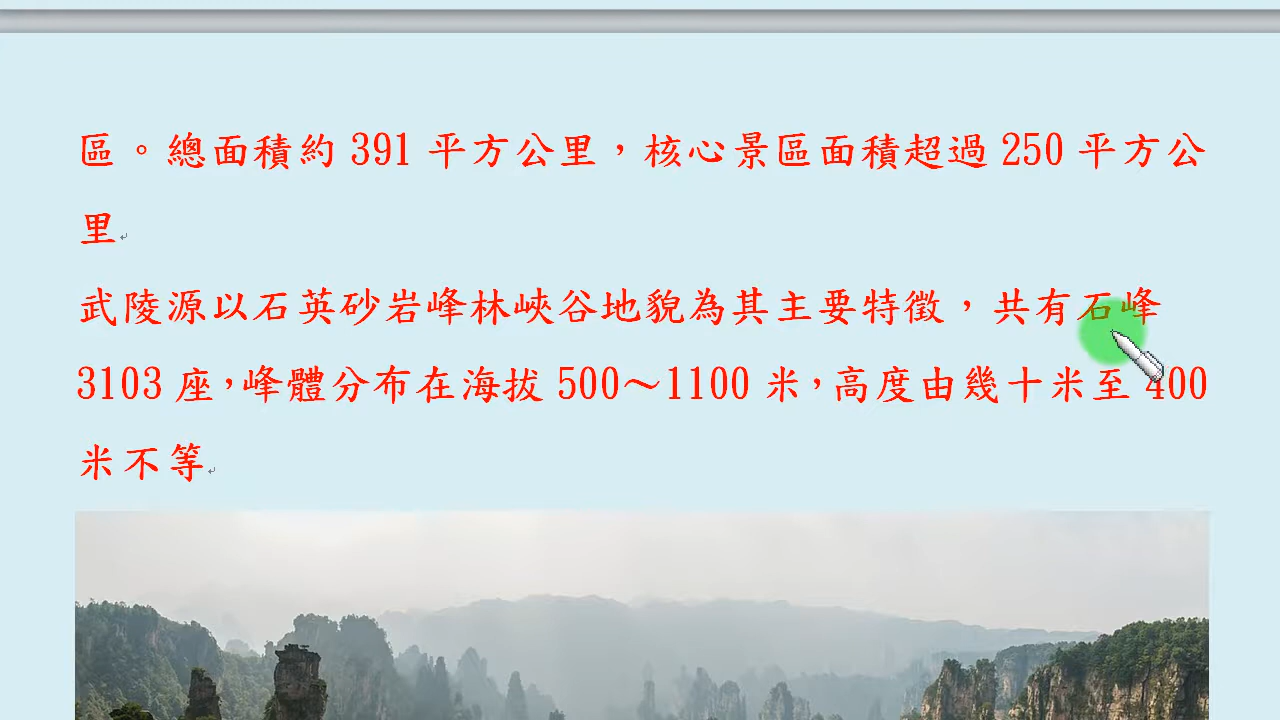 區。總面積約 391 平方公里，核心景區面積超過 250 平方公
里
武陵源以石英砂岩峰林峽谷地貌為其主要特徵，共有石峰
3103 座，峰體分布在海拔 500～1100 米，高度由幾十米至 400
米不等